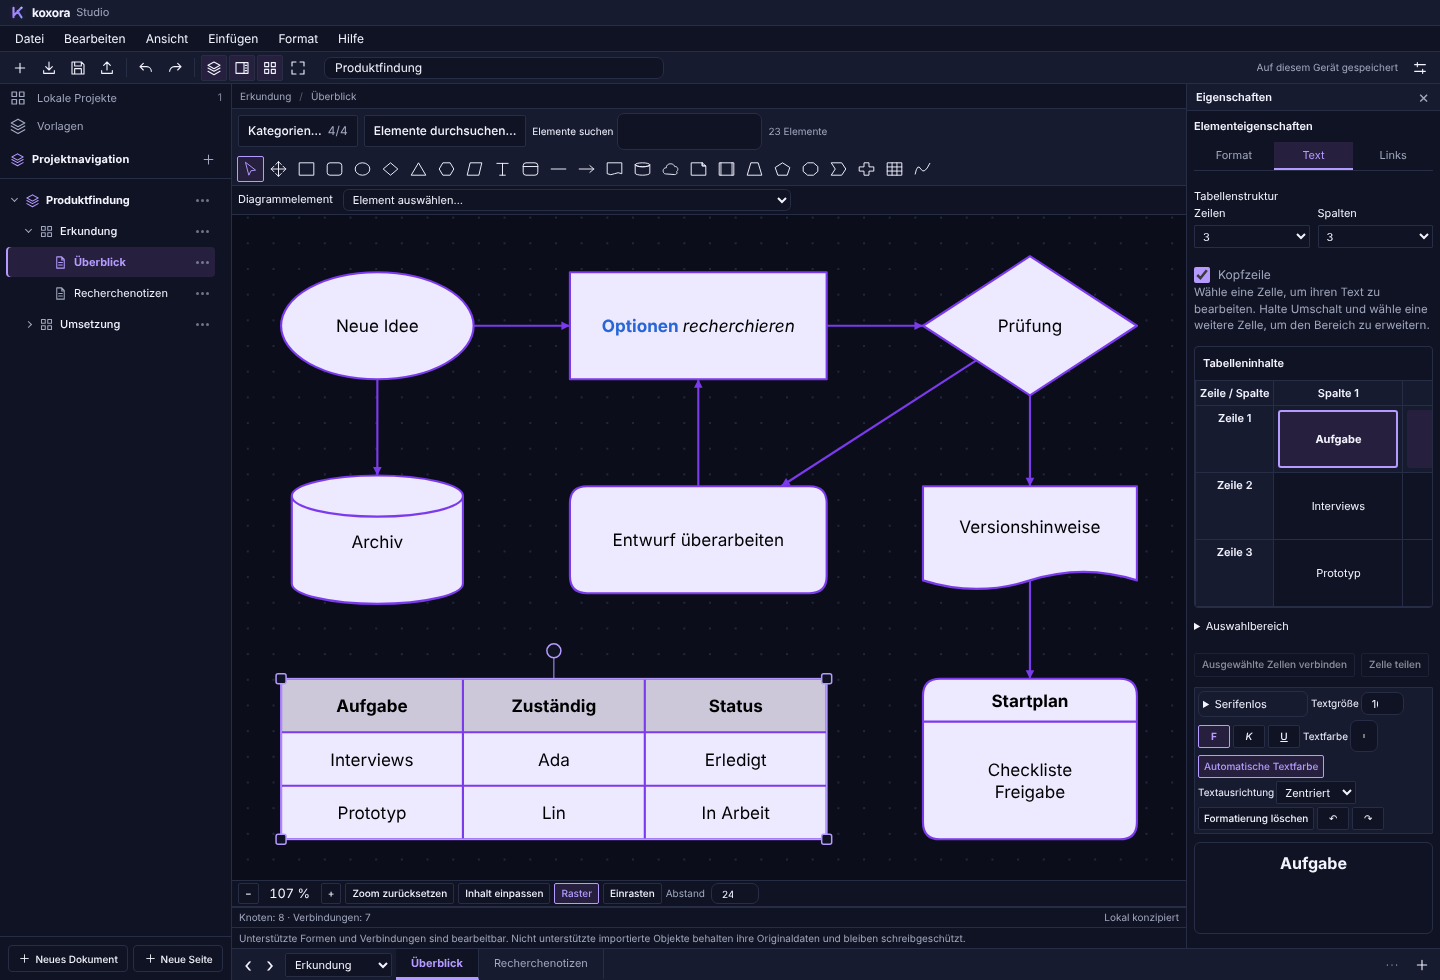 koxora Studio
Datei Bearbeiten Ansicht Einfügen Format Hilfe
Produktfindung
Auf diesem Gerät gespeichert
Lokale Projekte 1
Vorlagen
Projektnavigation
Produktfindung
Erkundung
Überblick
Recherchenotizen
Umsetzung
Neues Dokument
Neue Seite
Erkundung / Überblick
Kategorien... 4/4
Elemente durchsuchen...
Elemente suchen
23 Elemente
Diagrammelement
Element auswählen...
Neue Idee
Optionen recherchieren
Prüfung
Archiv
Entwurf überarbeiten
Versionshinweise
Aufgabe Zuständig Status
Interviews Ada Erledigt
Prototyp Lin In Arbeit
Startplan
Checkliste
Freigabe
− 107 % + Zoom zurücksetzen Inhalt einpassen Raster Einrasten Abstand 24
Knoten: 8 · Verbindungen: 7
Lokal konzipiert
Unterstützte Formen und Verbindungen sind bearbeitbar. Nicht unterstützte importierte Objekte behalten ihre Originaldaten und bleiben schreibgeschützt.
Erkundung
Überblick
Recherchenotizen
Eigenschaften
Elementeigenschaften
Format Text Links
Tabellenstruktur
Zeilen Spalten
3 3
Kopfzeile
Wähle eine Zelle, um ihren Text zu
bearbeiten. Halte Umschalt und wähle eine
weitere Zelle, um den Bereich zu erweitern.
Tabelleninhalte
Zeile / Spalte Spalte 1
Zeile 1 Aufgabe
Zeile 2 Interviews
Zeile 3 Prototyp
Auswahlbereich
Ausgewählte Zellen verbinden Zelle teilen
Serifenlos Textgröße
F K U Textfarbe
Automatische Textfarbe
Textausrichtung Zentriert
Formatierung löschen
Aufgabe